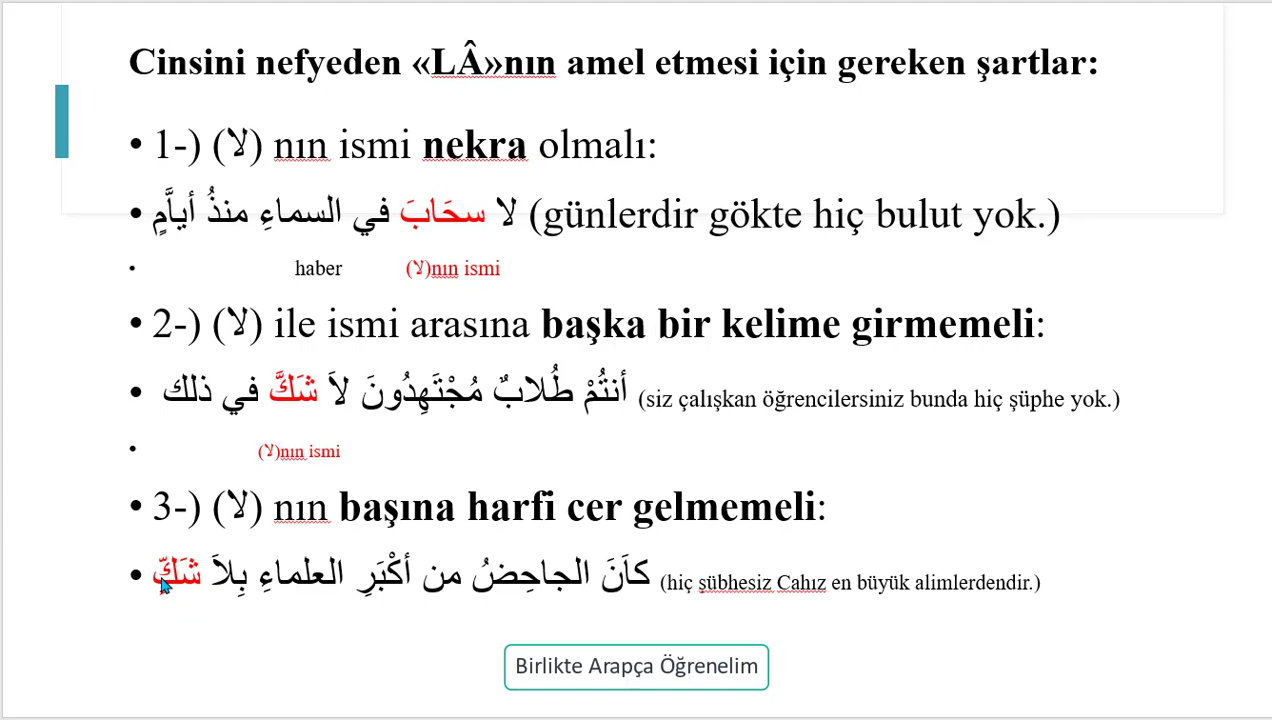 Cinsini nefyeden «LÂ»nın amel etmesi için gereken şartlar:
• 1-) (لا) nın ismi nekra olmalı:
• لا سحَابَ في السماءِ منذُ أياَّمٍ (günlerdir gökte hiç bulut yok.)
• haber (لا)nın ismi
• 2-) (لا) ile ismi arasına başka bir kelime girmemeli:
• أنتُمْ طُلابٌ مُجْتَهِدُونَ لاَ شَكَّ في ذلك (siz çalışkan öğrencilersiniz bunda hiç şüphe yok.)
• (لا)nın ismi
• 3-) (لا) nın başına harfi cer gelmemeli:
• كاَنَ الجاحِضُ من أكْبَرِ العلماءِ بِلاَ شَكٍّ (hiç şübhesiz Cahız en büyük alimlerdendir.)
Birlikte Arapça Öğrenelim